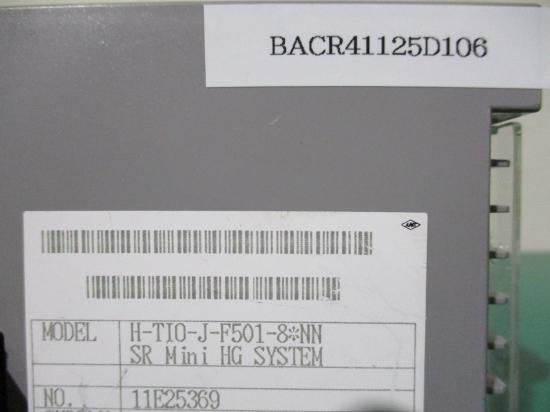 BACR41125D106
MODEL H-TIO-J-F501-8*NN
SR Mini HG SYSTEM
NO. 11E25369